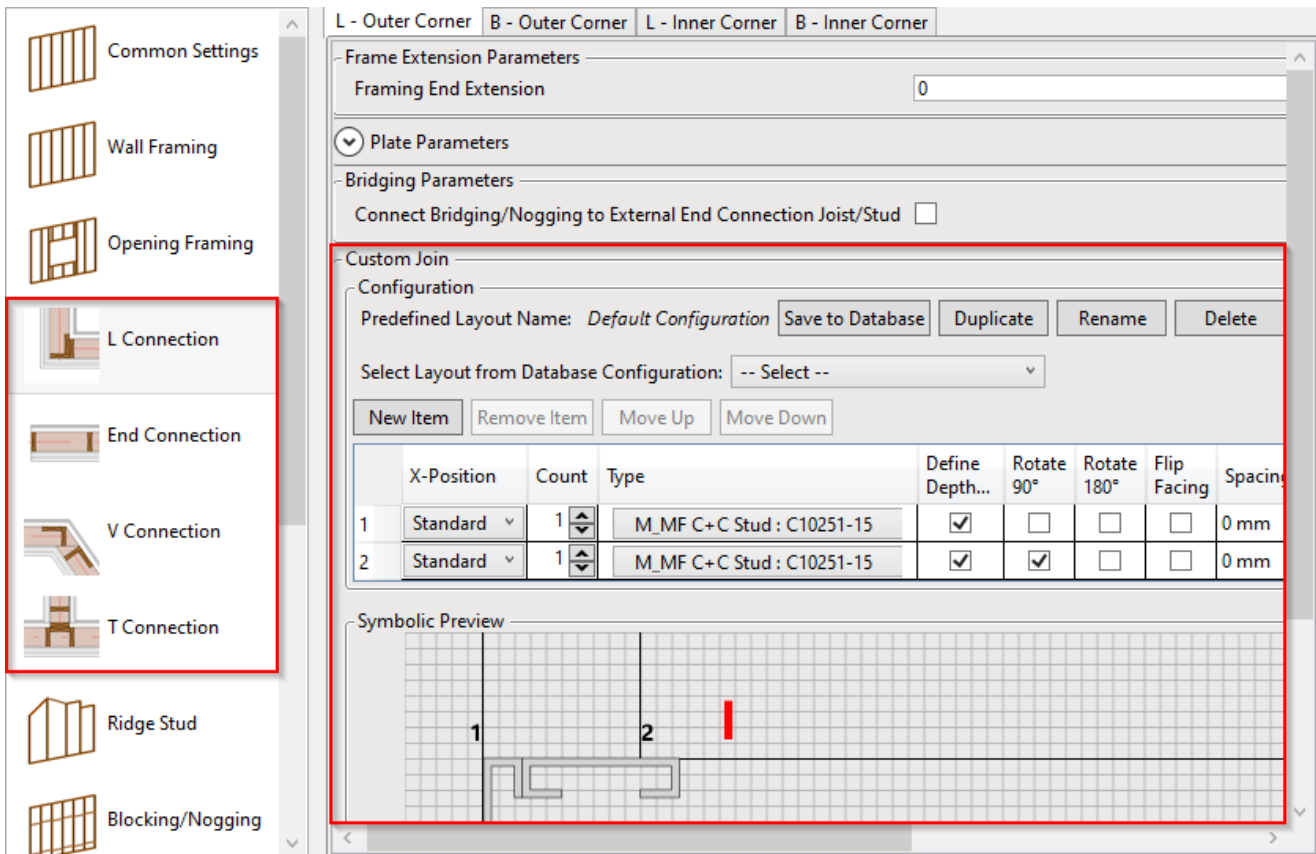 Common Settings
Wall Framing
Opening Framing
L Connection
End Connection
V Connection
T Connection
Ridge Stud
Blocking/Nogging
L - Outer Corner B - Outer Corner L - Inner Corner B - Inner Corner
Frame Extension Parameters
Framing End Extension 0
Plate Parameters
Bridging Parameters
Connect Bridging/Nogging to External End Connection Joist/Stud
Custom Join
Configuration
Predefined Layout Name: Default Configuration Save to Database Duplicate Rename Delete
Select Layout from Database Configuration: -- Select --
New Item Remove Item Move Up Move Down
X-Position Count Type Define Depth... Rotate 90° Rotate 180° Flip Facing Spacing
1 Standard 1 M_MF C+C Stud : C10251-15 0 mm
2 Standard 1 M_MF C+C Stud : C10251-15 0 mm
Symbolic Preview
1 2